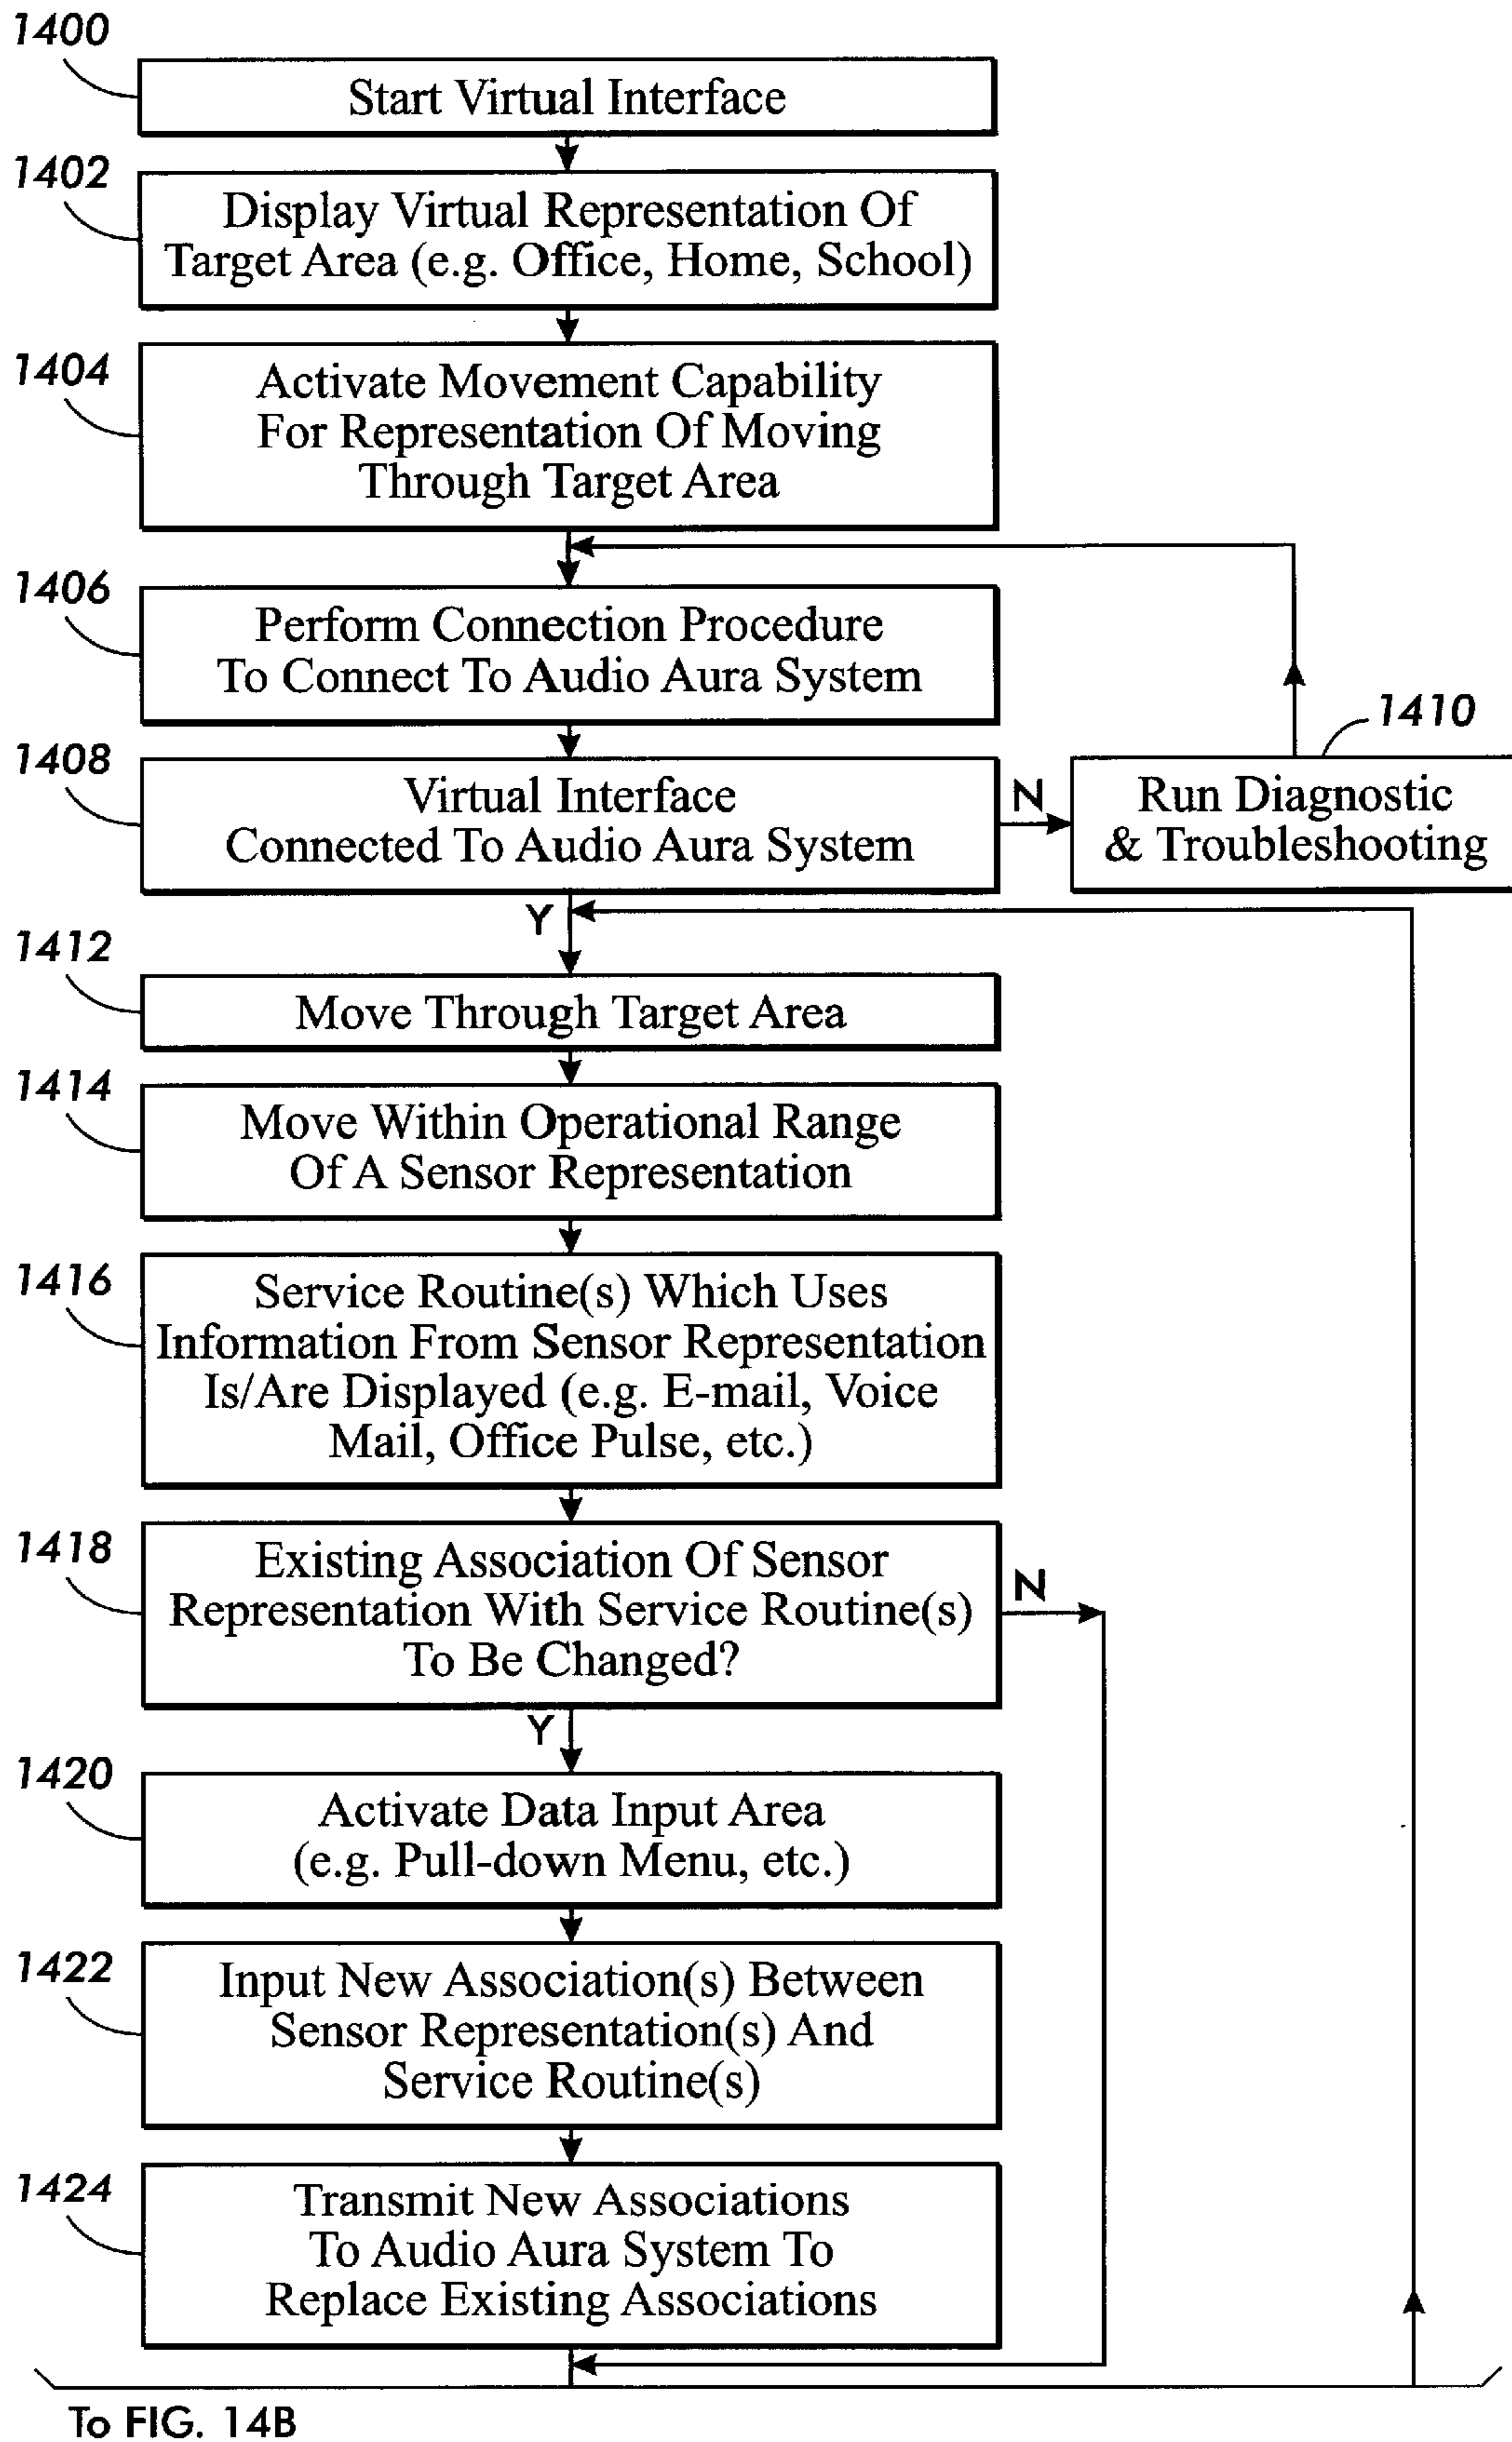 1400
Start Virtual Interface
1402
Display Virtual Representation Of
Target Area (e.g. Office, Home, School)
1404
Activate Movement Capability
For Representation Of Moving
Through Target Area
1406
Perform Connection Procedure
To Connect To Audio Aura System
1408
Virtual Interface
Connected To Audio Aura System
N
1410
Run Diagnostic
& Troubleshooting
Y
1412
Move Through Target Area
1414
Move Within Operational Range
Of A Sensor Representation
1416
Service Routine(s) Which Uses
Information From Sensor Representation
Is/Are Displayed (e.g. E-mail, Voice
Mail, Office Pulse, etc.)
1418
Existing Association Of Sensor
Representation With Service Routine(s)
To Be Changed?
N
Y
1420
Activate Data Input Area
(e.g. Pull-down Menu, etc.)
1422
Input New Association(s) Between
Sensor Representation(s) And
Service Routine(s)
1424
Transmit New Associations
To Audio Aura System To
Replace Existing Associations
To FIG. 14B